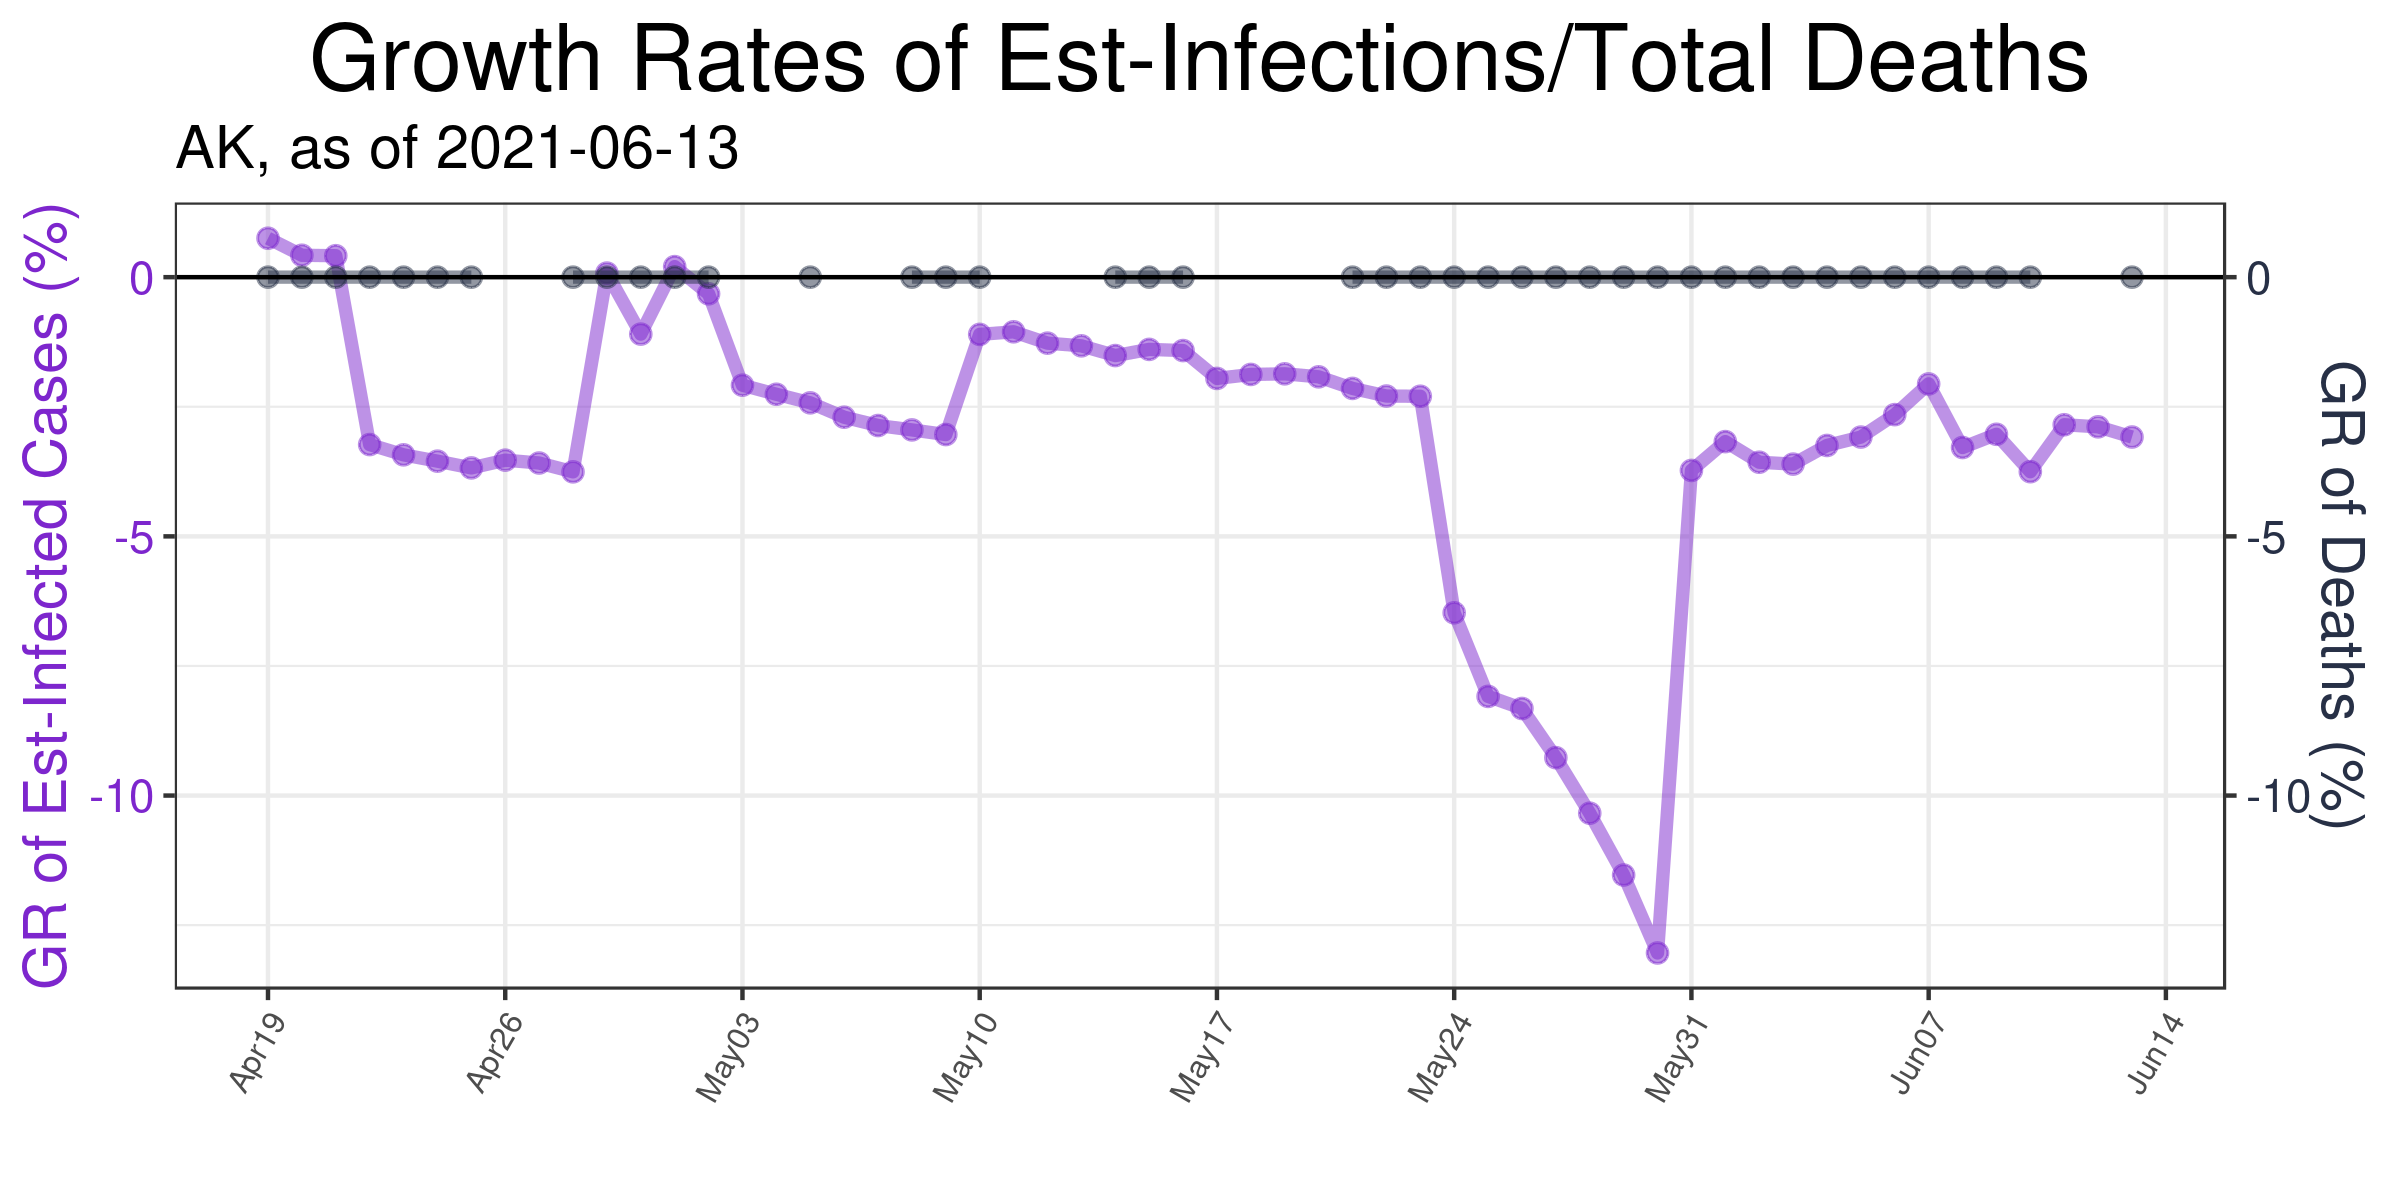 Growth Rates of Est-Infections/Total Deaths
AK, as of 2021-06-13
GR of Est-Infected Cases (%)
0
-5
-10
0
-5
-10
GR of Deaths (%)
Apr19
Apr26
May03
May10
May17
May24
May31
Jun07
Jun14